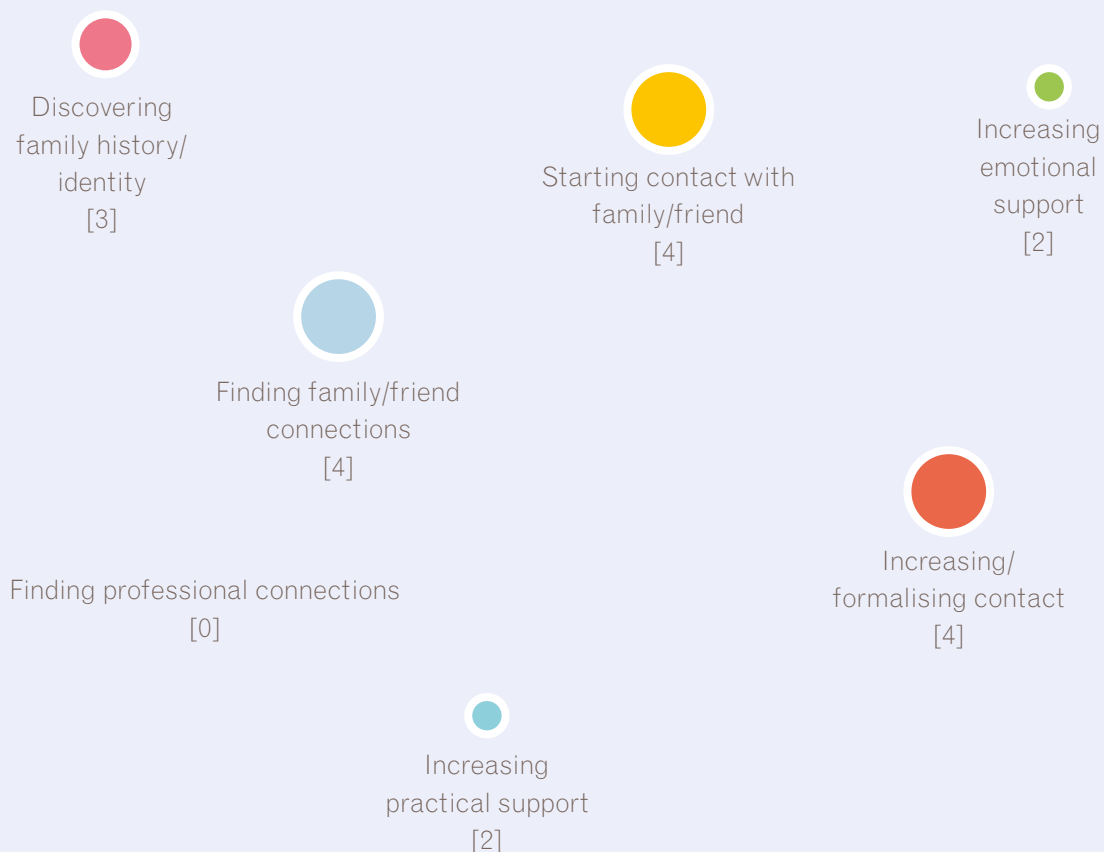 Discovering
family history/
identity
[3]
Starting contact with
family/friend
[4]
Increasing
emotional
support
[2]
Finding family/friend
connections
[4]
Increasing/
formalising contact
[4]
Finding professional connections
[0]
Increasing
practical support
[2]